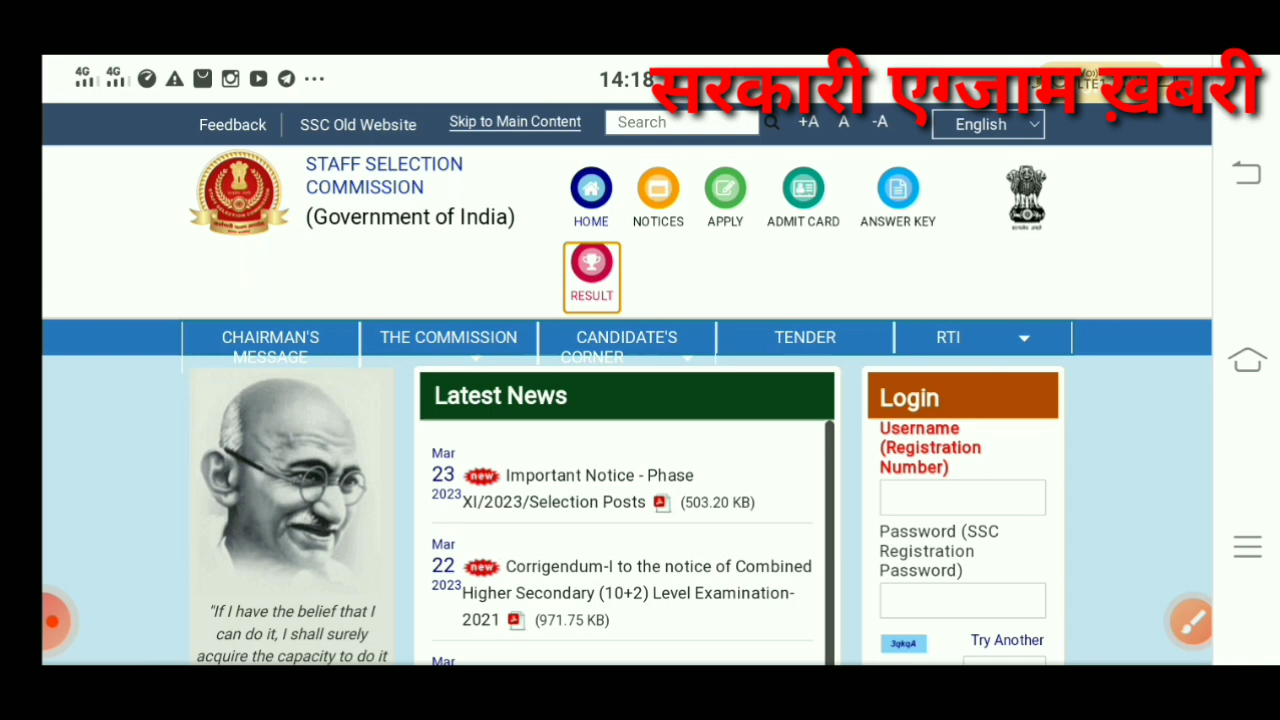 4G 4G
14:18
सरकारी एग्जाम ख़बरी
Feedback
SSC Old Website
Skip to Main Content
Search
+A A -A
English
STAFF SELECTION
COMMISSION
(Government of India)
HOME
NOTICES
APPLY
ADMIT CARD
ANSWER KEY
RESULT
CHAIRMAN'S
MESSAGE
THE COMMISSION
CANDIDATE'S
CORNER
TENDER
RTI
"If I have the belief that I
can do it, I shall surely
acquire the capacity to do it
Latest News
Mar
23
2023
new Important Notice - Phase
XI/2023/Selection Posts (503.20 KB)
Mar
22
2023
new Corrigendum-I to the notice of Combined
Higher Secondary (10+2) Level Examination-
2021 (971.75 KB)
Mar
Login
Username
(Registration
Number)
Password (SSC
Registration
Password)
3qkqA
Try Another